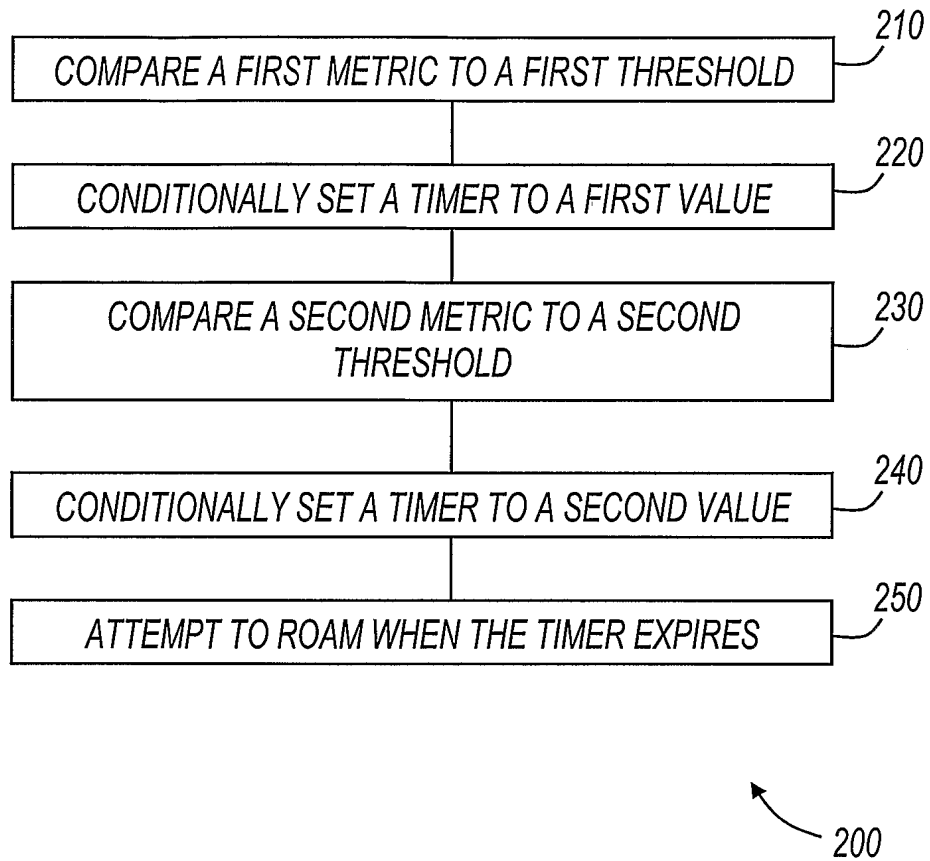 210
COMPARE A FIRST METRIC TO A FIRST THRESHOLD
220
CONDITIONALLY SET A TIMER TO A FIRST VALUE
230
COMPARE A SECOND METRIC TO A SECOND
THRESHOLD
240
CONDITIONALLY SET A TIMER TO A SECOND VALUE
250
ATTEMPT TO ROAM WHEN THE TIMER EXPIRES
200